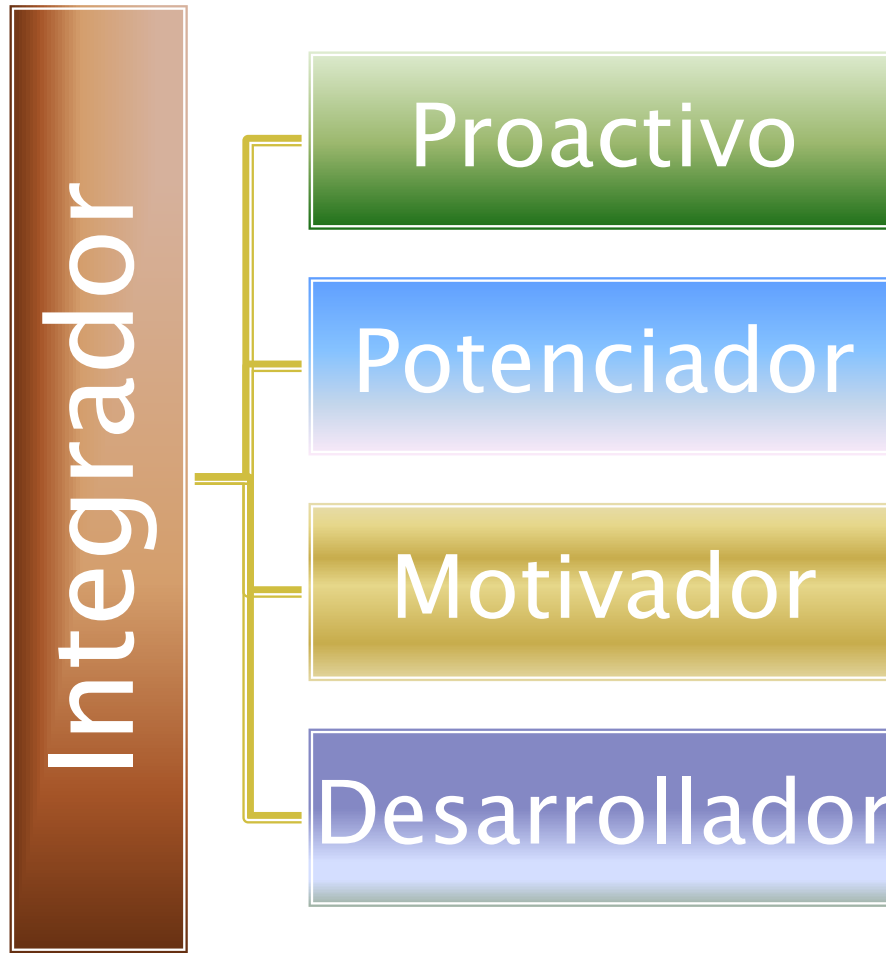 Integrador
Proactivo
Potenciador
Motivador
Desarrollador